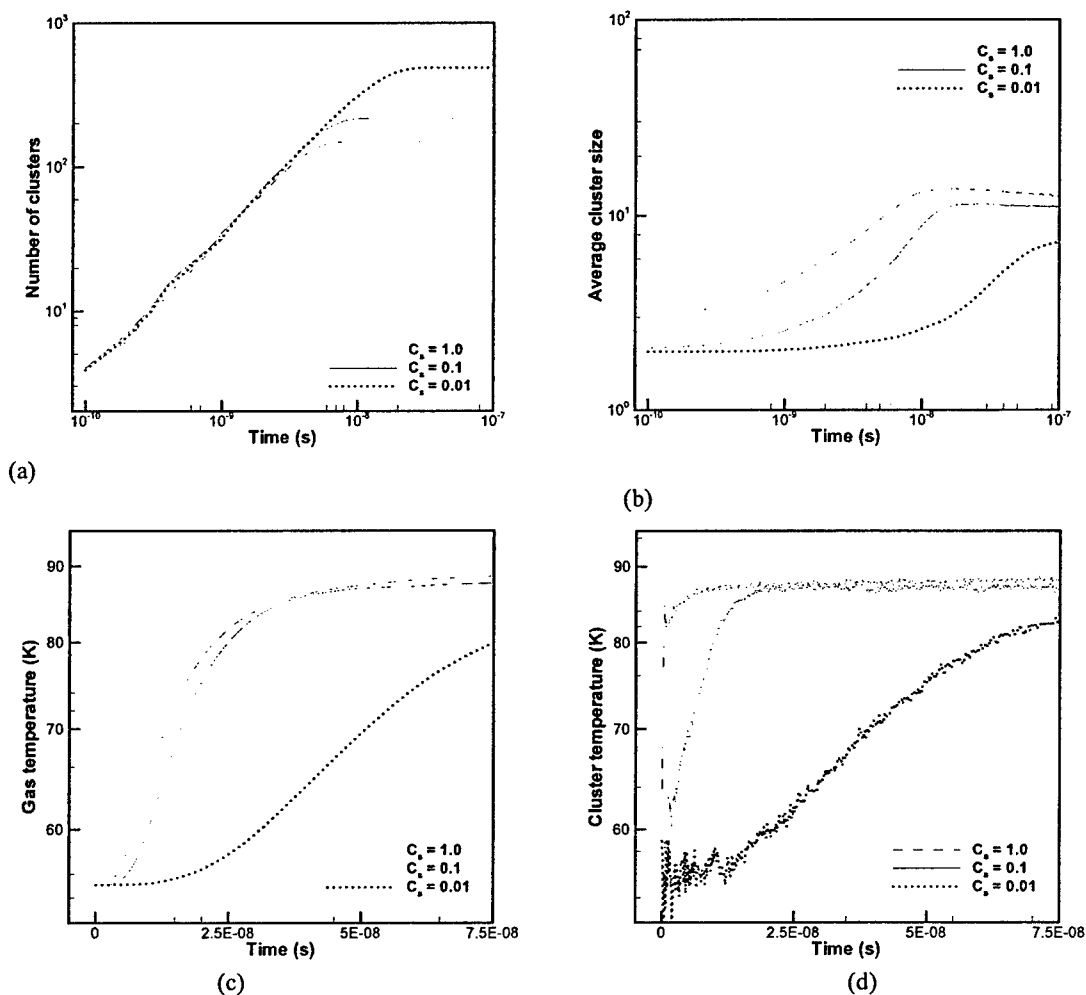 10³
10²
10¹
Number of clusters
C_s = 1.0
C_s = 0.1
C_s = 0.01
10⁻¹⁰
10⁻⁹
10⁻⁸
10⁻⁷
Time (s)
(a)
10²
10¹
10⁰
Average cluster size
C_s = 1.0
C_s = 0.1
C_s = 0.01
10⁻¹⁰
10⁻⁹
10⁻⁸
10⁻⁷
Time (s)
(b)
90
80
70
60
Gas temperature (K)
C_s = 1.0
C_s = 0.1
C_s = 0.01
0
2.5E-08
5E-08
7.5E-08
Time (s)
(c)
90
80
70
60
Cluster temperature (K)
C_s = 1.0
C_s = 0.1
C_s = 0.01
0
2.5E-08
5E-08
7.5E-08
Time (s)
(d)